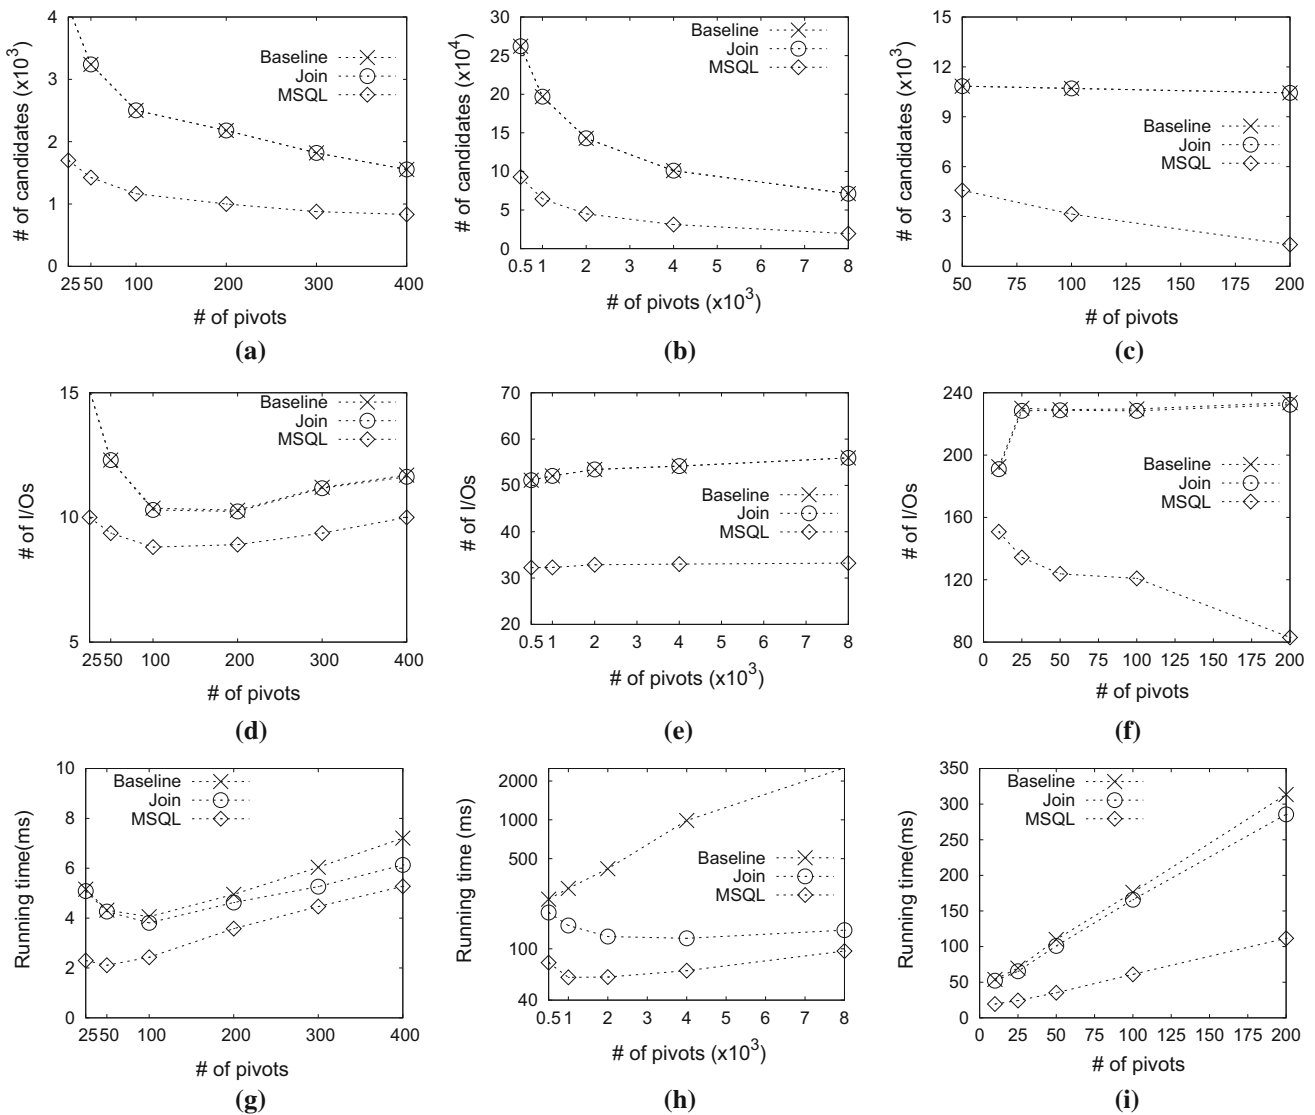 # of candidates (x10³)
4
3
2
1
0
Baseline
Join
MSQL
25 50 100 200 300 400
# of pivots
(a)
# of candidates (x10⁴)
30
25
20
15
10
5
0
Baseline
Join
MSQL
0.5 1 2 3 4 5 6 7 8
# of pivots (x10³)
(b)
# of candidates (x10³)
15
12
9
6
3
0
Baseline
Join
MSQL
50 75 100 125 150 175 200
# of pivots
(c)
# of I/Os
15
10
5
Baseline
Join
MSQL
25 50 100 200 300 400
# of pivots
(d)
# of I/Os
70
60
50
40
30
20
Baseline
Join
MSQL
0.5 1 2 3 4 5 6 7 8
# of pivots (x10³)
(e)
# of I/Os
240
200
160
120
80
Baseline
Join
MSQL
0 25 50 75 100 125 150 175 200
# of pivots
(f)
Running time(ms)
10
8
6
4
2
0
Baseline
Join
MSQL
25 50 100 200 300 400
# of pivots
(g)
Running time (ms)
2500
1000
500
100
40
Baseline
Join
MSQL
0.5 1 2 3 4 5 6 7 8
# of pivots (x10³)
(h)
Running time(ms)
350
300
250
200
150
100
50
0
Baseline
Join
MSQL
0 25 50 75 100 125 150 175 200
# of pivots
(i)